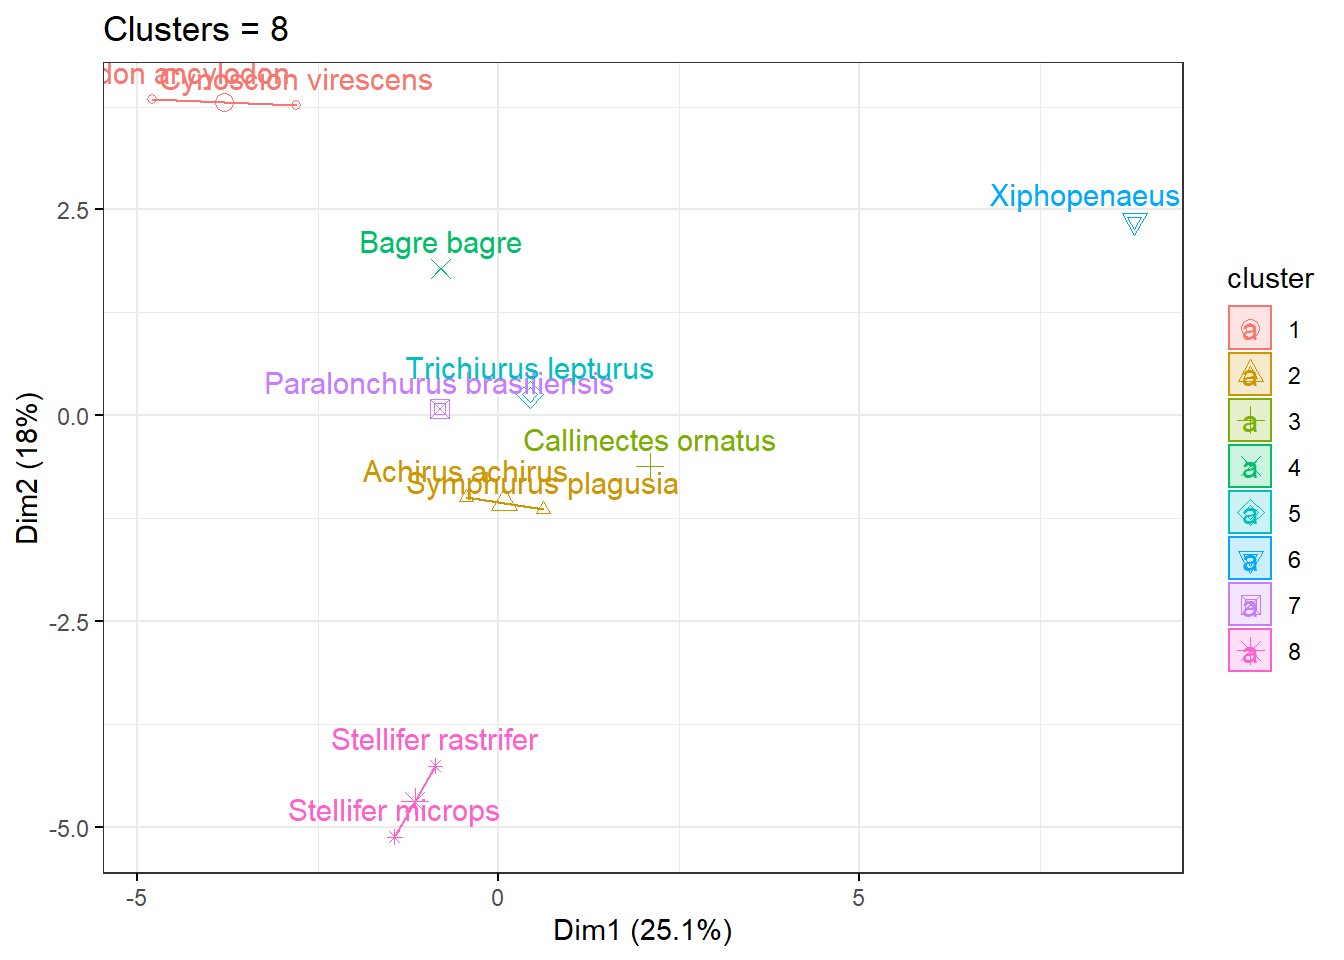 Clusters = 8
don ancylodon
Cynoscion virescens
Xiphopenaeus
Bagre bagre
Trichiurus lepturus
Paralonchurus brasiliensis
Callinectes ornatus
Achirus achirus
Symphurus plagusia
Stellifer rastrifer
Stellifer microps
2.5
0.0
-2.5
-5.0
-5
0
5
Dim1 (25.1%)
Dim2 (18%)
cluster
a 1
a 2
a 3
a 4
a 5
a 6
a 7
a 8